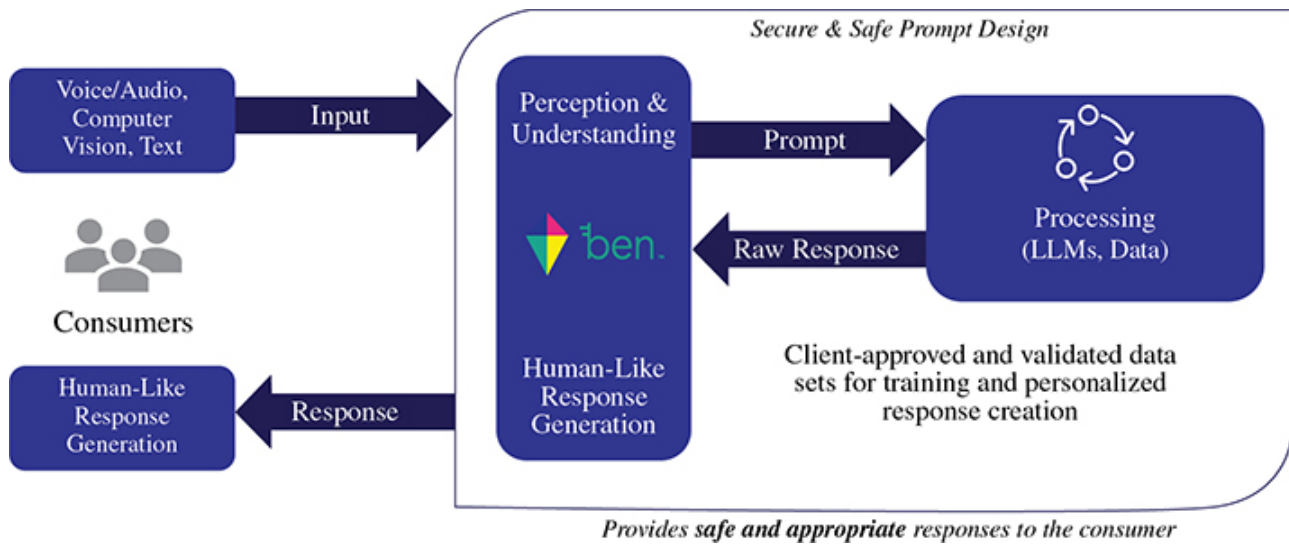 Secure & Safe Prompt Design
Voice/Audio,
Computer
Vision, Text
Input
Perception &
Understanding
Prompt
Processing
(LLMs, Data)
ben™
Raw Response
Consumers
Human-Like
Response
Generation
Response
Human-Like
Response
Generation
Client-approved and validated data
sets for training and personalized
response creation
Provides safe and appropriate responses to the consumer